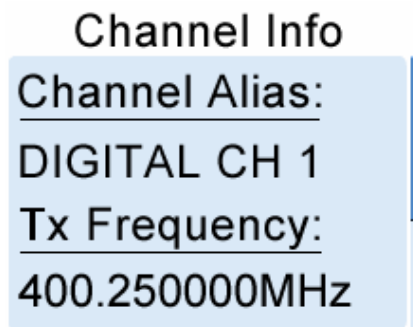 Channel Info
Channel Alias:
DIGITAL CH 1
Tx Frequency:
400.250000MHz